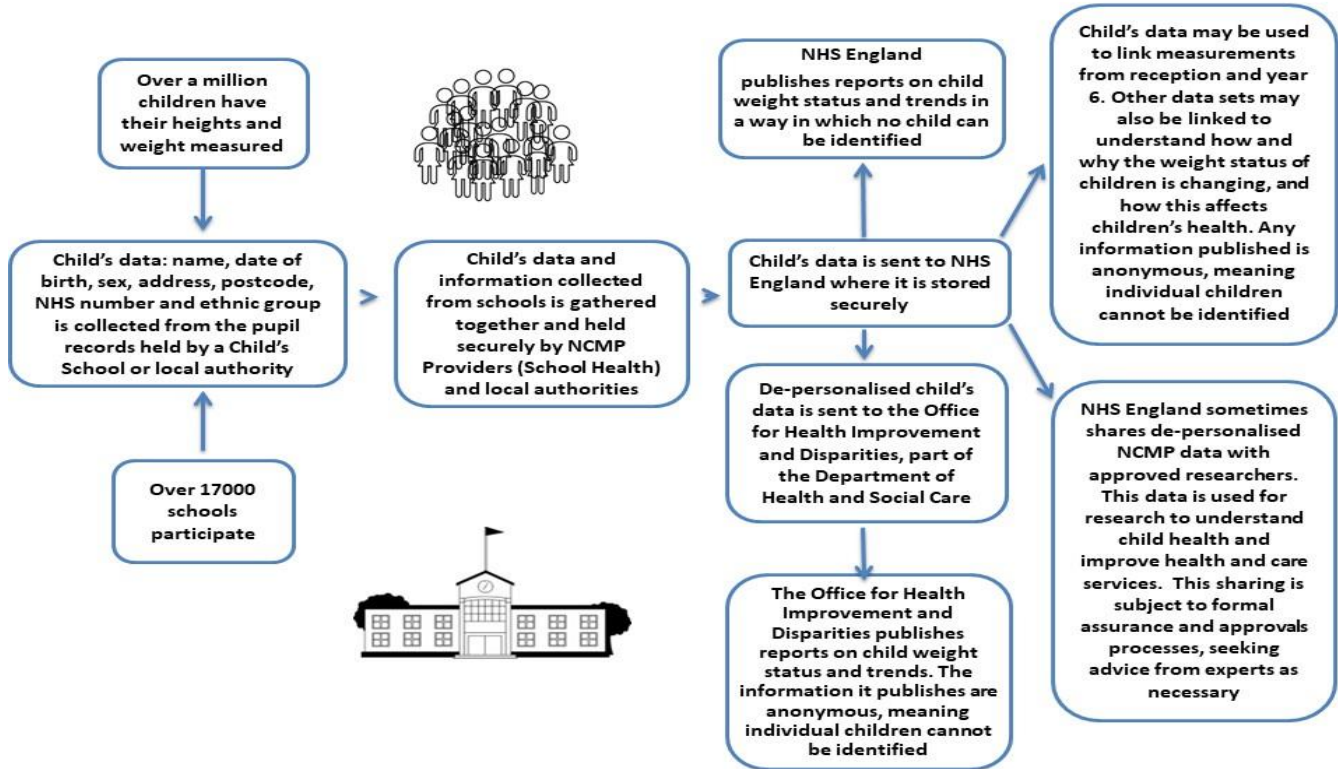 Over a million
children have
their heights and
weight measured
Child’s data: name, date of
birth, sex, address, postcode,
NHS number and ethnic group
is collected from the pupil
records held by a Child’s
School or local authority
Over 17000
schools
participate
Child’s data and
information collected
from schools is gathered
together and held
securely by NCMP
Providers (School Health)
and local authorities
NHS England
publishes reports on child
weight status and trends in
a way in which no child can
be identified
Child’s data is sent to NHS
England where it is stored
securely
De-personalised child’s
data is sent to the Office
for Health Improvement
and Disparities, part of
the Department of
Health and Social Care
The Office for Health
Improvement and
Disparities publishes
reports on child weight
status and trends. The
information it publishes are
anonymous, meaning
individual children cannot
be identified
Child’s data may be used
to link measurements
from reception and year
6. Other data sets may
also be linked to
understand how and
why the weight status of
children is changing, and
how this affects
children’s health. Any
information published is
anonymous, meaning
individual children
cannot be identified
NHS England sometimes
shares de-personalised
NCMP data with
approved researchers.
This data is used for
research to understand
child health and
improve health and care
services. This sharing is
subject to formal
assurance and approvals
processes, seeking
advice from experts as
necessary